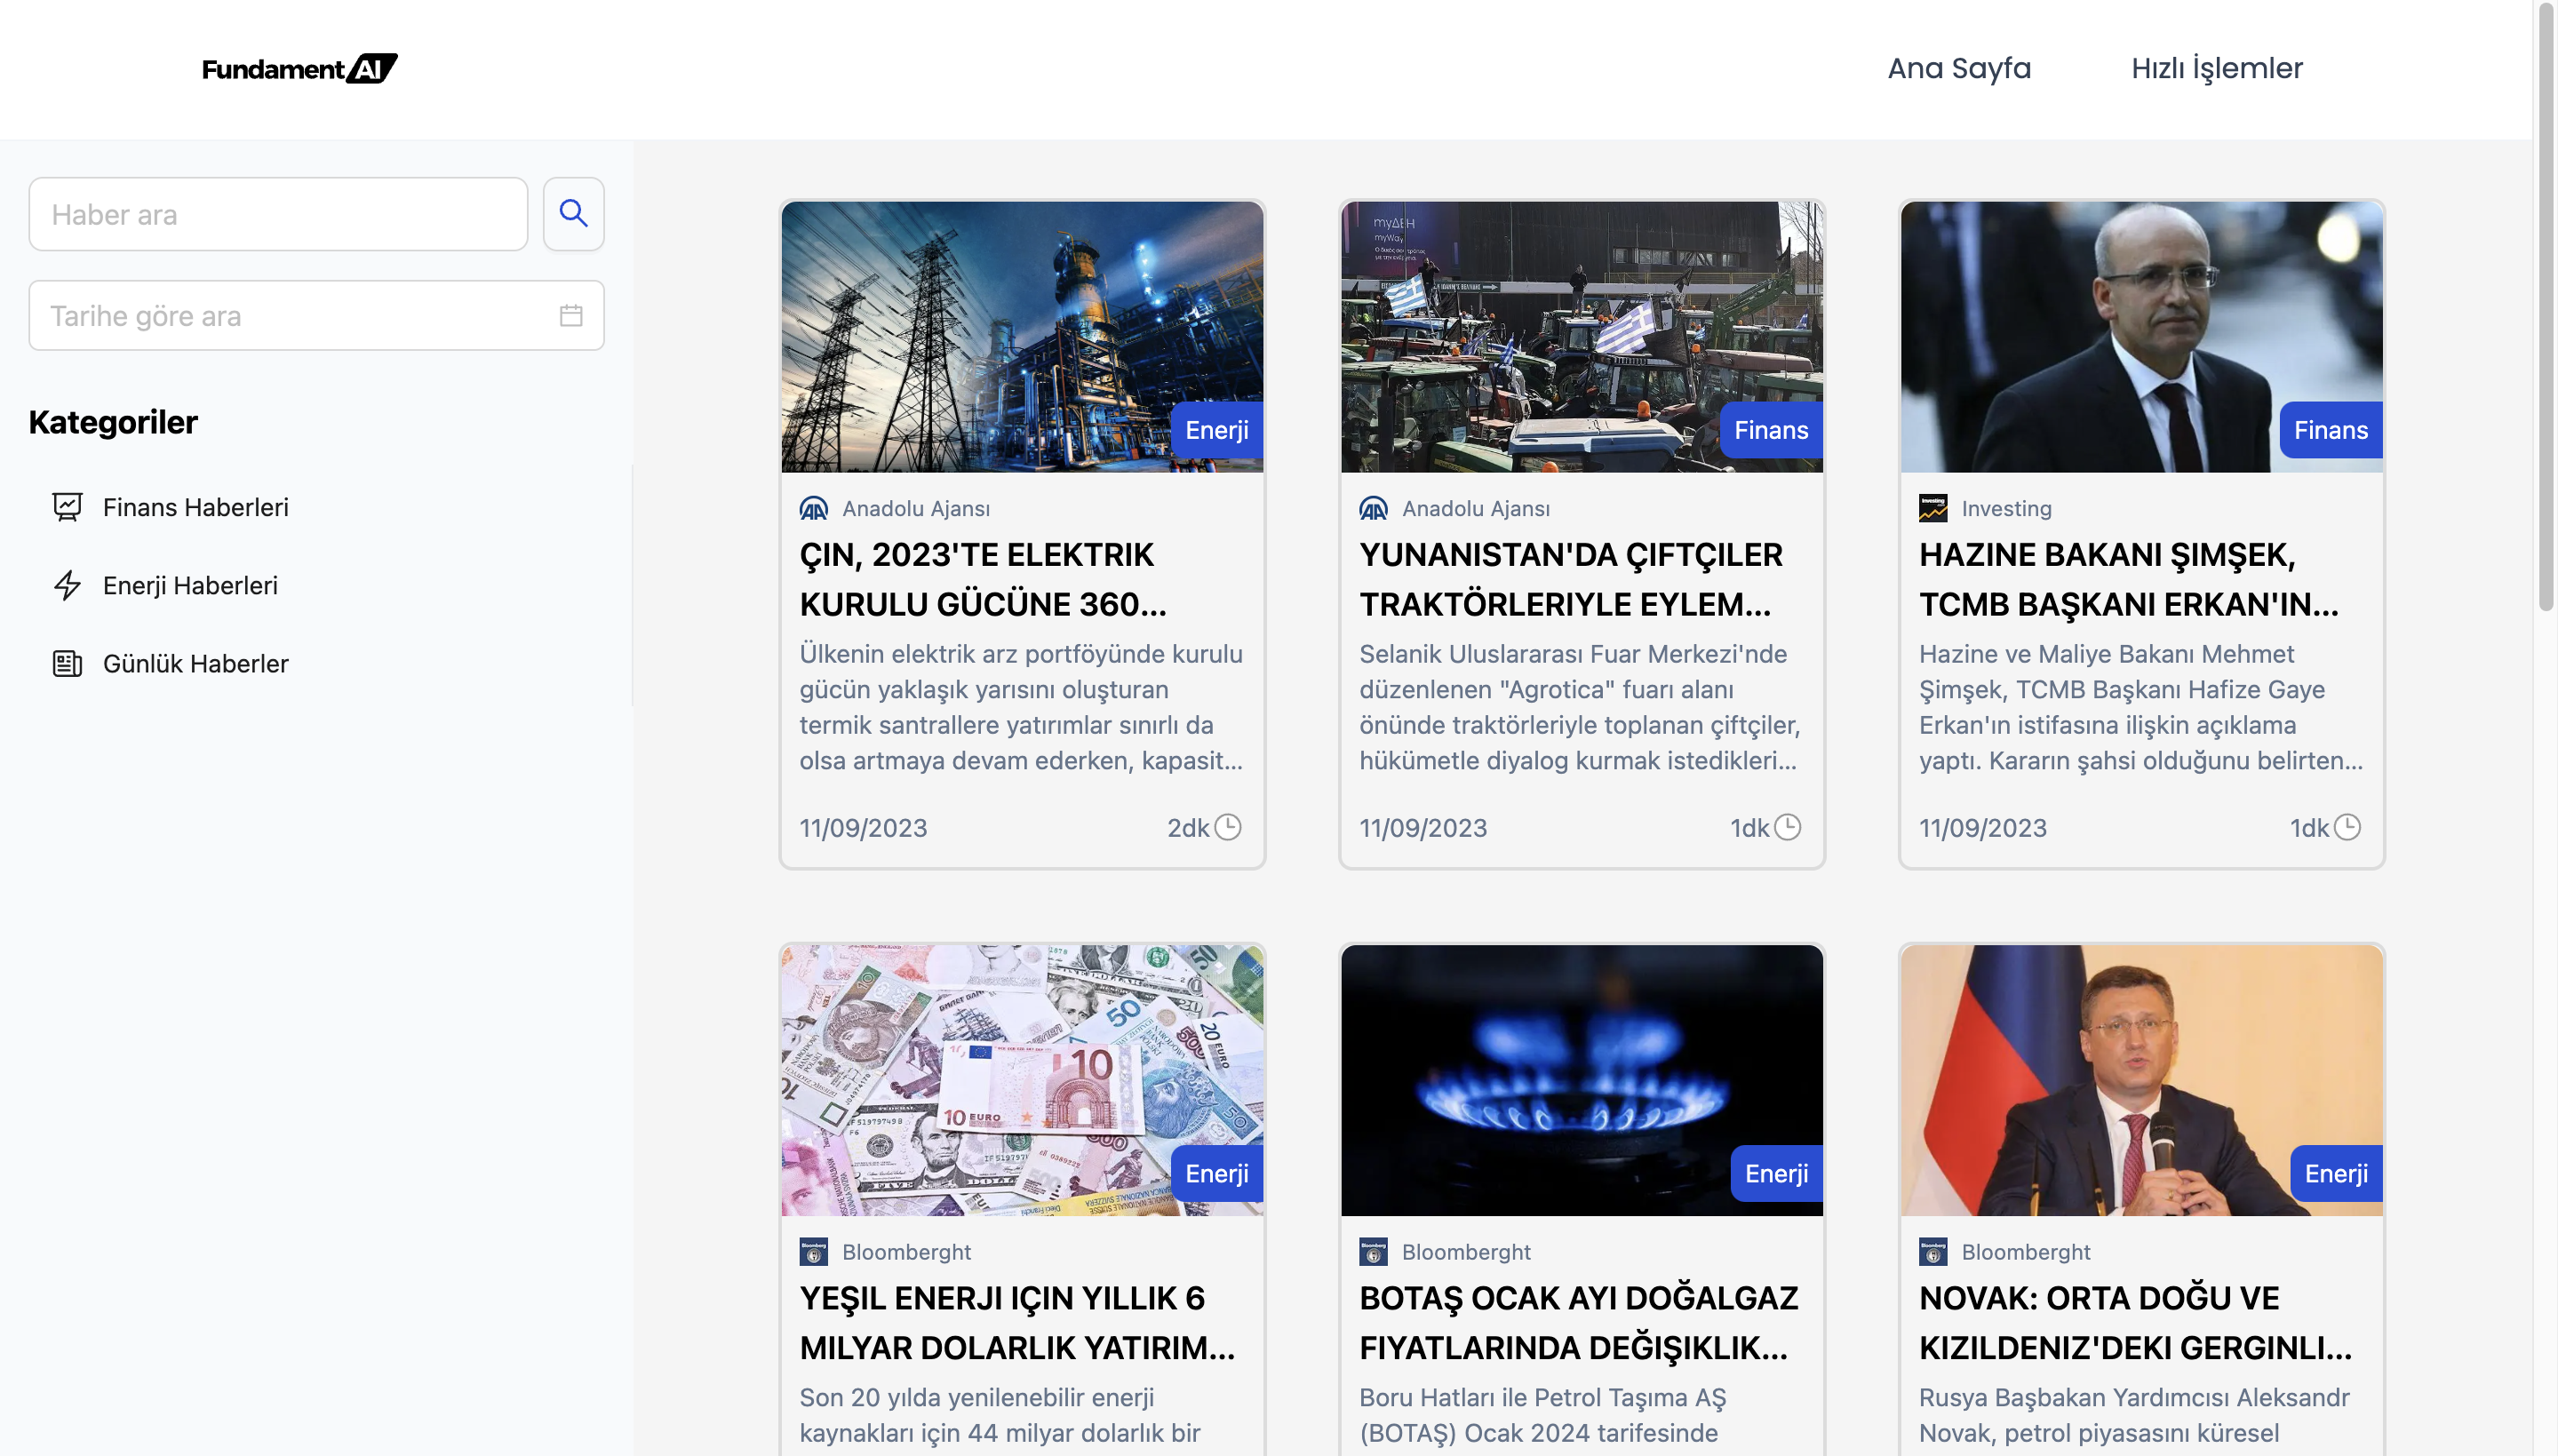 FundamentAI
Ana Sayfa
Hızlı İşlemler
Haber ara
Tarihe göre ara
Kategoriler
Finans Haberleri
Enerji Haberleri
Günlük Haberler
Enerji
Anadolu Ajansı
ÇIN, 2023'TE ELEKTRIK
KURULU GÜCÜNE 360...
Ülkenin elektrik arz portföyünde kurulu
gücün yaklaşık yarısını oluşturan
termik santrallere yatırımlar sınırlı da
olsa artmaya devam ederken, kapasit...
11/09/2023
2dk
myΔEH
myWay
Finans
Anadolu Ajansı
YUNANISTAN'DA ÇIFTÇILER
TRAKTÖRLERIYLE EYLEM...
Selanik Uluslararası Fuar Merkezi'nde
düzenlenen "Agrotica" fuarı alanı
önünde traktörleriyle toplanan çiftçiler,
hükümetle diyalog kurmak istedikleri...
11/09/2023
1dk
Finans
Investing
HAZINE BAKANI ŞIMŞEK,
TCMB BAŞKANI ERKAN'IN...
Hazine ve Maliye Bakanı Mehmet
Şimşek, TCMB Başkanı Hafize Gaye
Erkan'ın istifasına ilişkin açıklama
yaptı. Kararın şahsi olduğunu belirten...
11/09/2023
1dk
50
10
20 EURO
10 EURO
Enerji
Bloomberght
YEŞIL ENERJI IÇIN YILLIK 6
MILYAR DOLARLIK YATIRIM...
Son 20 yılda yenilenebilir enerji
kaynakları için 44 milyar dolarlık bir
Enerji
Bloomberght
BOTAŞ OCAK AYI DOĞALGAZ
FIYATLARINDA DEĞIŞIKLIK...
Boru Hatları ile Petrol Taşıma AŞ
(BOTAŞ) Ocak 2024 tarifesinde
Enerji
Bloomberght
NOVAK: ORTA DOĞU VE
KIZILDENIZ'DEKI GERGINLI...
Rusya Başbakan Yardımcısı Aleksandr
Novak, petrol piyasasını küresel